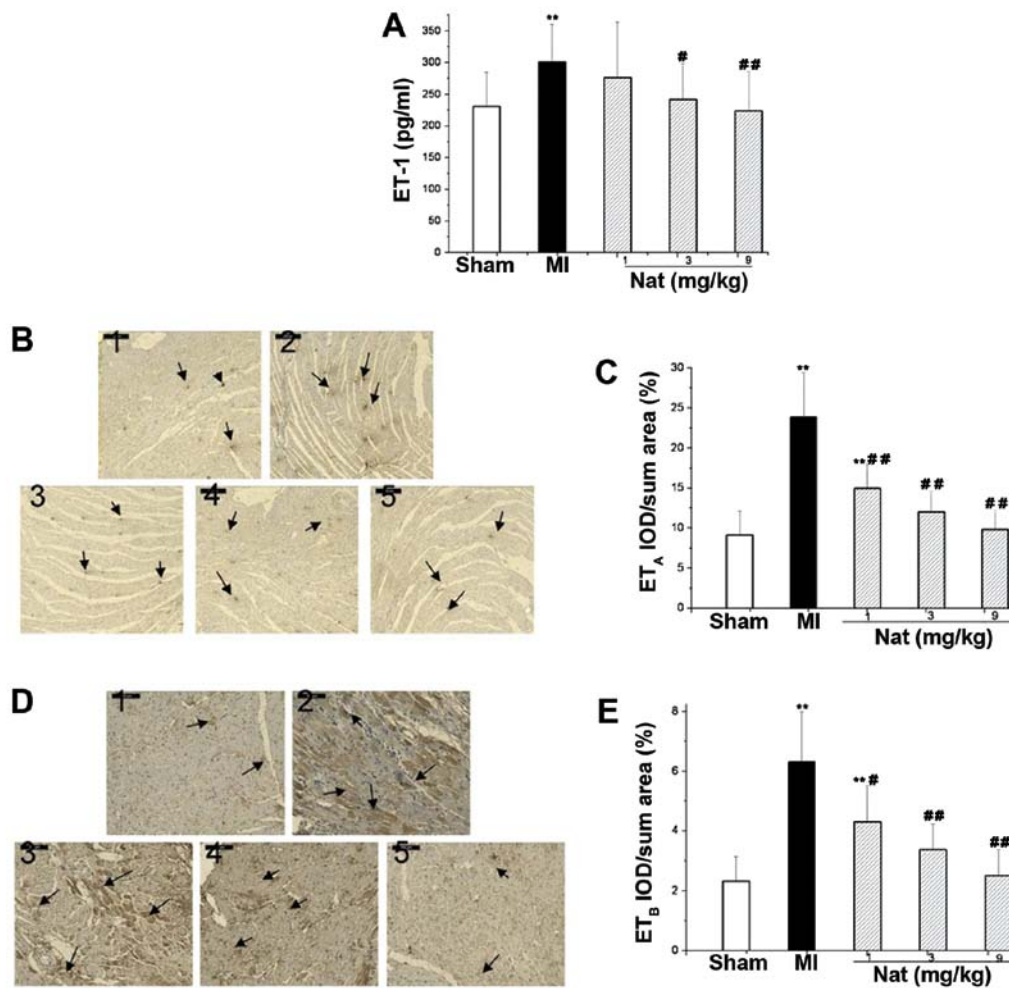 A
ET-1 (pg/ml)
350
300
250
200
150
100
50
0
**
#
##
Sham MI 1 3 9
Nat (mg/kg)
B
1 2
3 4 5
C
ET_A IOD/sum area (%)
30
25
20
15
10
5
0
**
**##
##
##
Sham MI 1 3 9
Nat (mg/kg)
D
1 2
3 4 5
E
ET_B IOD/sum area (%)
8
6
4
2
0
**
**#
##
##
Sham MI 1 3 9
Nat (mg/kg)